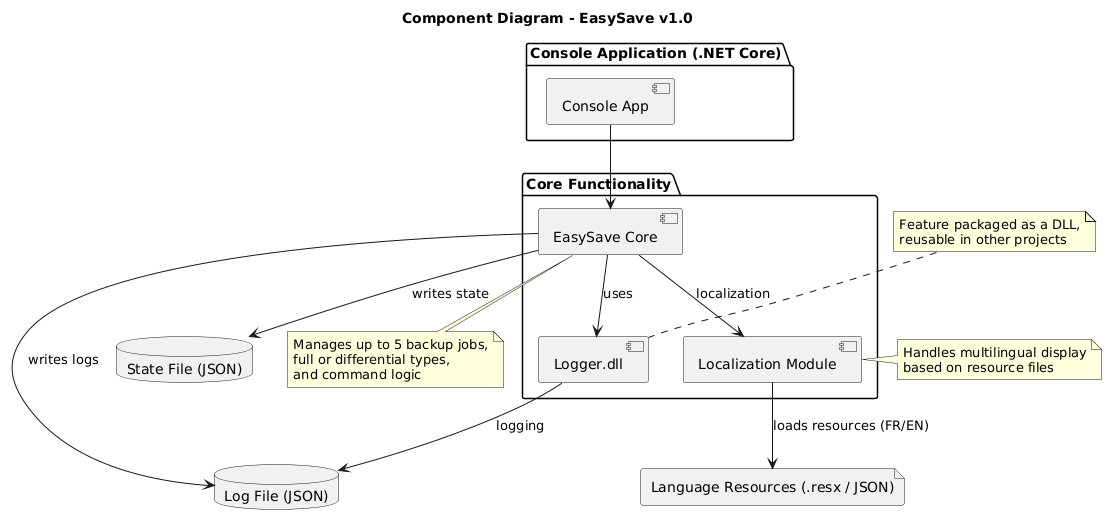 Component Diagram - EasySave v1.0
Console Application (.NET Core)
Console App
Core Functionality
EasySave Core
Feature packaged as a DLL,
reusable in other projects
writes state
uses
localization
writes logs
State File (JSON)
Manages up to 5 backup jobs,
full or differential types,
and command logic
Logger.dll
Localization Module
Handles multilingual display
based on resource files
logging
loads resources (FR/EN)
Log File (JSON)
Language Resources (.resx / JSON)